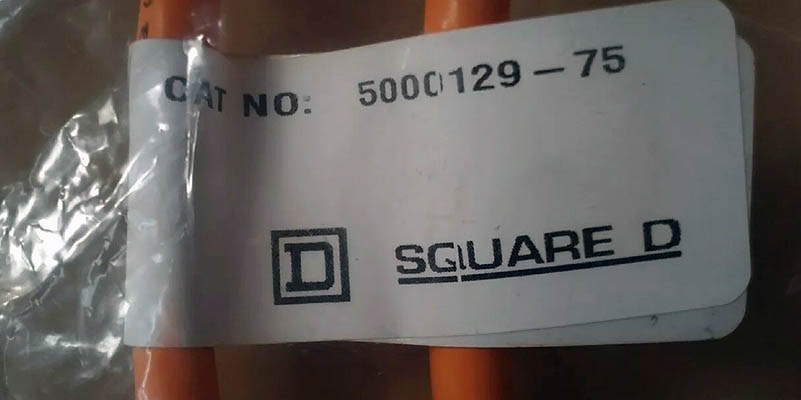 CAT NO: 5000129-75
D SQUARE D